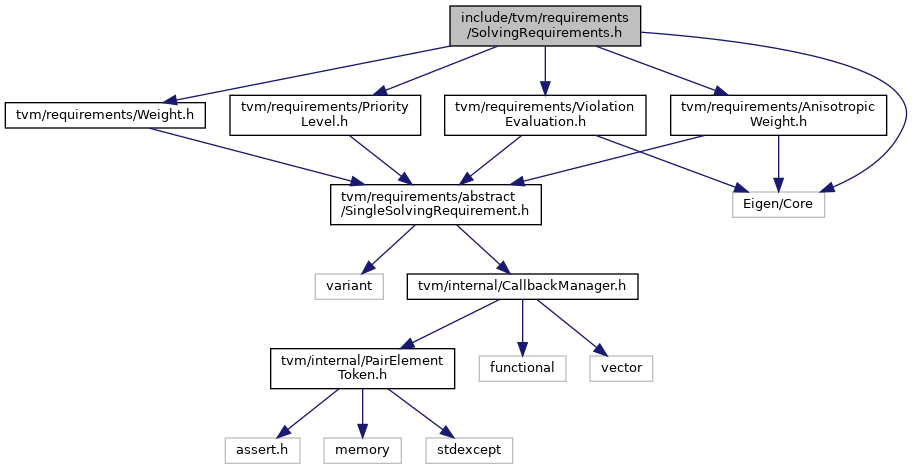 include/tvm/requirements
/SolvingRequirements.h
tvm/requirements/Weight.h
tvm/requirements/Priority
Level.h
tvm/requirements/Violation
Evaluation.h
tvm/requirements/Anisotropic
Weight.h
tvm/requirements/abstract
/SingleSolvingRequirement.h
Eigen/Core
variant
tvm/internal/CallbackManager.h
tvm/internal/PairElement
Token.h
functional
vector
assert.h
memory
stdexcept